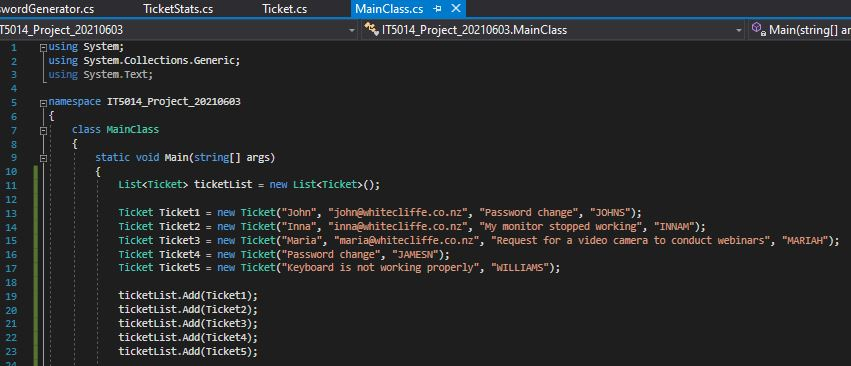 swordGenerator.cs TicketStats.cs Ticket.cs MainClass.cs
IT5014_Project_20210603 IT5014_Project_20210603.MainClass Main(string[] ar
1 using System;
2 using System.Collections.Generic;
3 using System.Text;
4
5 namespace IT5014_Project_20210603
6 {
7 class MainClass
8 {
9 static void Main(string[] args)
10 {
11 List<Ticket> ticketList = new List<Ticket>();
12
13 Ticket Ticket1 = new Ticket("John", "john@whitecliffe.co.nz", "Password change", "JOHNS");
14 Ticket Ticket2 = new Ticket("Inna", "inna@whitecliffe.co.nz", "My monitor stopped working", "INNAM");
15 Ticket Ticket3 = new Ticket("Maria", "maria@whitecliffe.co.nz", "Request for a video camera to conduct webinars", "MARIAH");
16 Ticket Ticket4 = new Ticket("Password change", "JAMESN");
17 Ticket Ticket5 = new Ticket("Keyboard is not working properly", "WILLIAMS");
18
19 ticketList.Add(Ticket1);
20 ticketList.Add(Ticket2);
21 ticketList.Add(Ticket3);
22 ticketList.Add(Ticket4);
23 ticketList.Add(Ticket5);
24